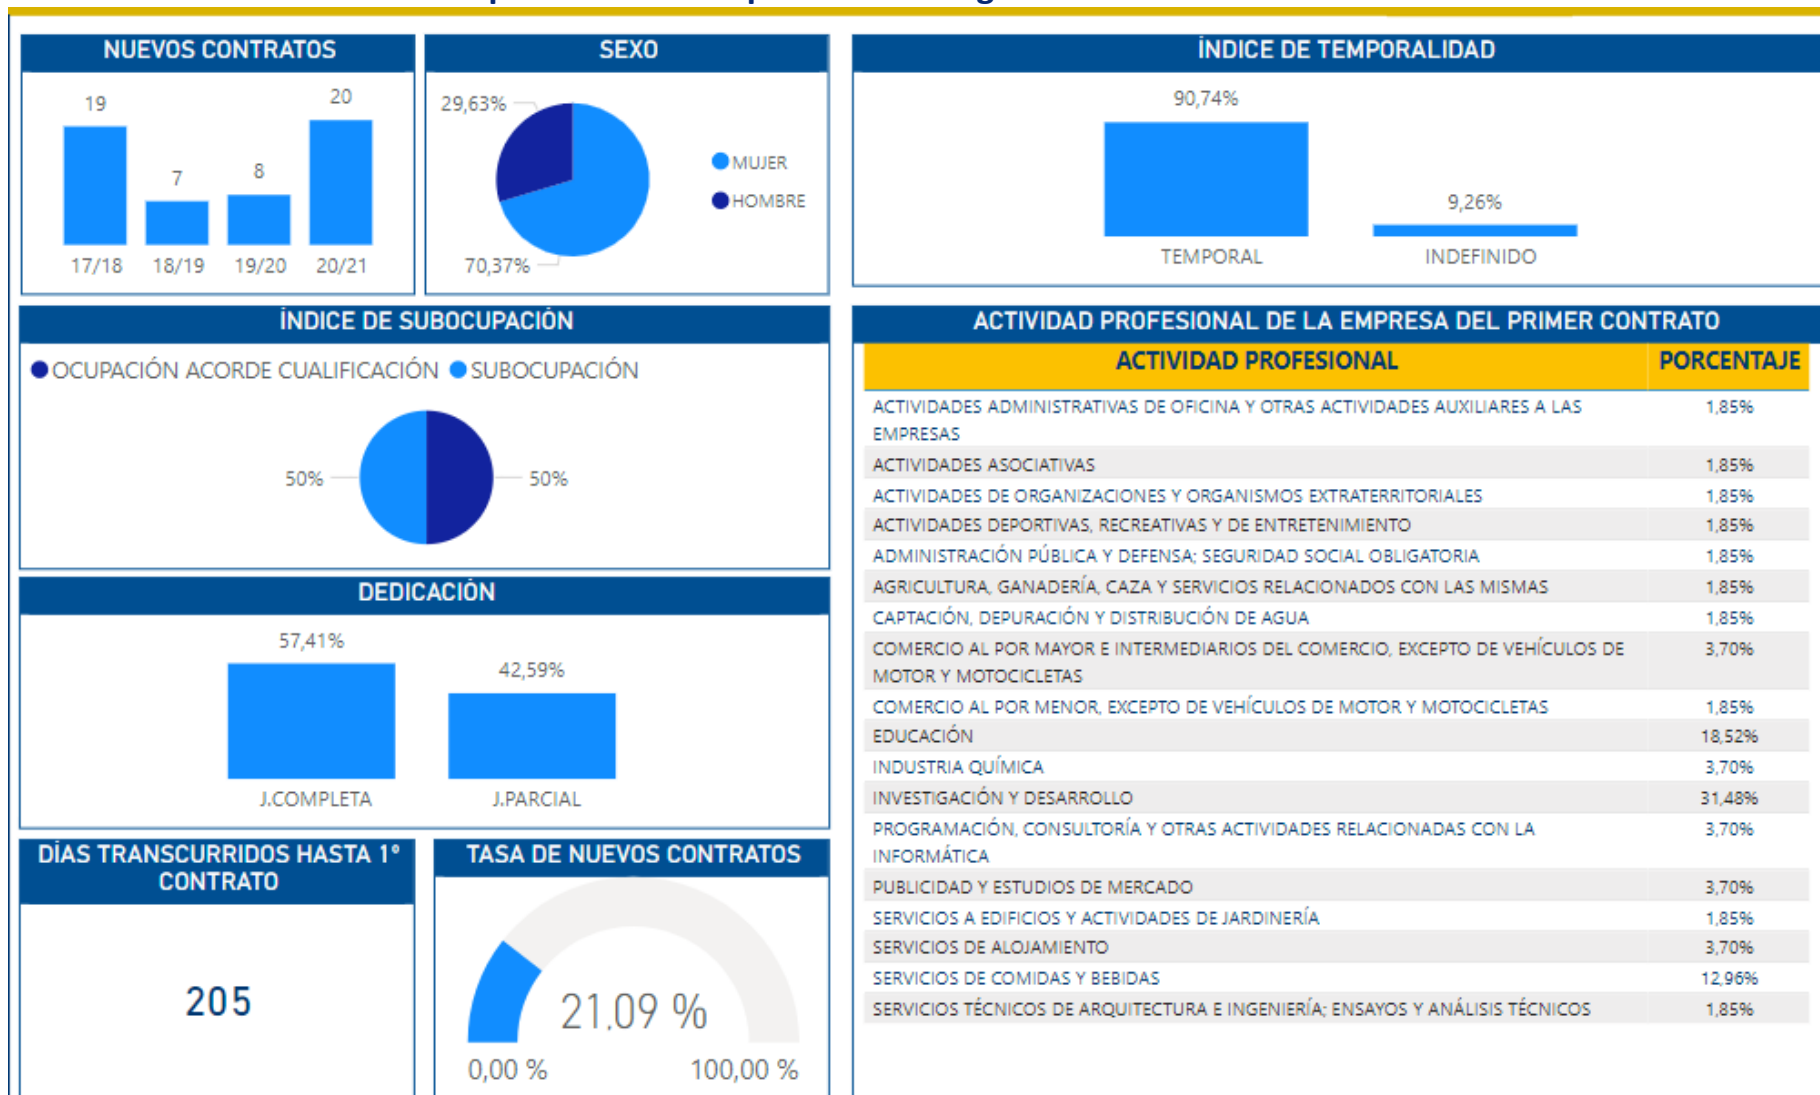 NUEVOS CONTRATOS
19
7
8
20
17/18
18/19
19/20
20/21
SEXO
29,63%
70,37%
MUJER
HOMBRE
ÍNDICE DE TEMPORALIDAD
90,74%
9,26%
TEMPORAL
INDEFINIDO
ÍNDICE DE SUBOCUPACIÓN
OCUPACIÓN ACORDE CUALIFICACIÓN
SUBOCUPACIÓN
50%
50%
DEDICACIÓN
57,41%
42,59%
J.COMPLETA
J.PARCIAL
DÍAS TRANSCURRIDOS HASTA 1º
CONTRATO
205
TASA DE NUEVOS CONTRATOS
21,09 %
0,00 %
100,00 %
ACTIVIDAD PROFESIONAL DE LA EMPRESA DEL PRIMER CONTRATO
ACTIVIDAD PROFESIONAL PORCENTAJE
ACTIVIDADES ADMINISTRATIVAS DE OFICINA Y OTRAS ACTIVIDADES AUXILIARES A LAS 1,85%
EMPRESAS
ACTIVIDADES ASOCIATIVAS 1,85%
ACTIVIDADES DE ORGANIZACIONES Y ORGANISMOS EXTRATERRITORIALES 1,85%
ACTIVIDADES DEPORTIVAS, RECREATIVAS Y DE ENTRETENIMIENTO 1,85%
ADMINISTRACIÓN PÚBLICA Y DEFENSA; SEGURIDAD SOCIAL OBLIGATORIA 1,85%
AGRICULTURA, GANADERÍA, CAZA Y SERVICIOS RELACIONADOS CON LAS MISMAS 1,85%
CAPTACIÓN, DEPURACIÓN Y DISTRIBUCIÓN DE AGUA 1,85%
COMERCIO AL POR MAYOR E INTERMEDIARIOS DEL COMERCIO, EXCEPTO DE VEHÍCULOS DE 3,70%
MOTOR Y MOTOCICLETAS
COMERCIO AL POR MENOR, EXCEPTO DE VEHÍCULOS DE MOTOR Y MOTOCICLETAS 1,85%
EDUCACIÓN 18,52%
INDUSTRIA QUÍMICA 3,70%
INVESTIGACIÓN Y DESARROLLO 31,48%
PROGRAMACIÓN, CONSULTORÍA Y OTRAS ACTIVIDADES RELACIONADAS CON LA 3,70%
INFORMÁTICA
PUBLICIDAD Y ESTUDIOS DE MERCADO 3,70%
SERVICIOS A EDIFICIOS Y ACTIVIDADES DE JARDINERÍA 1,85%
SERVICIOS DE ALOJAMIENTO 3,70%
SERVICIOS DE COMIDAS Y BEBIDAS 12,96%
SERVICIOS TÉCNICOS DE ARQUITECTURA E INGENIERÍA; ENSAYOS Y ANÁLISIS TÉCNICOS 1,85%